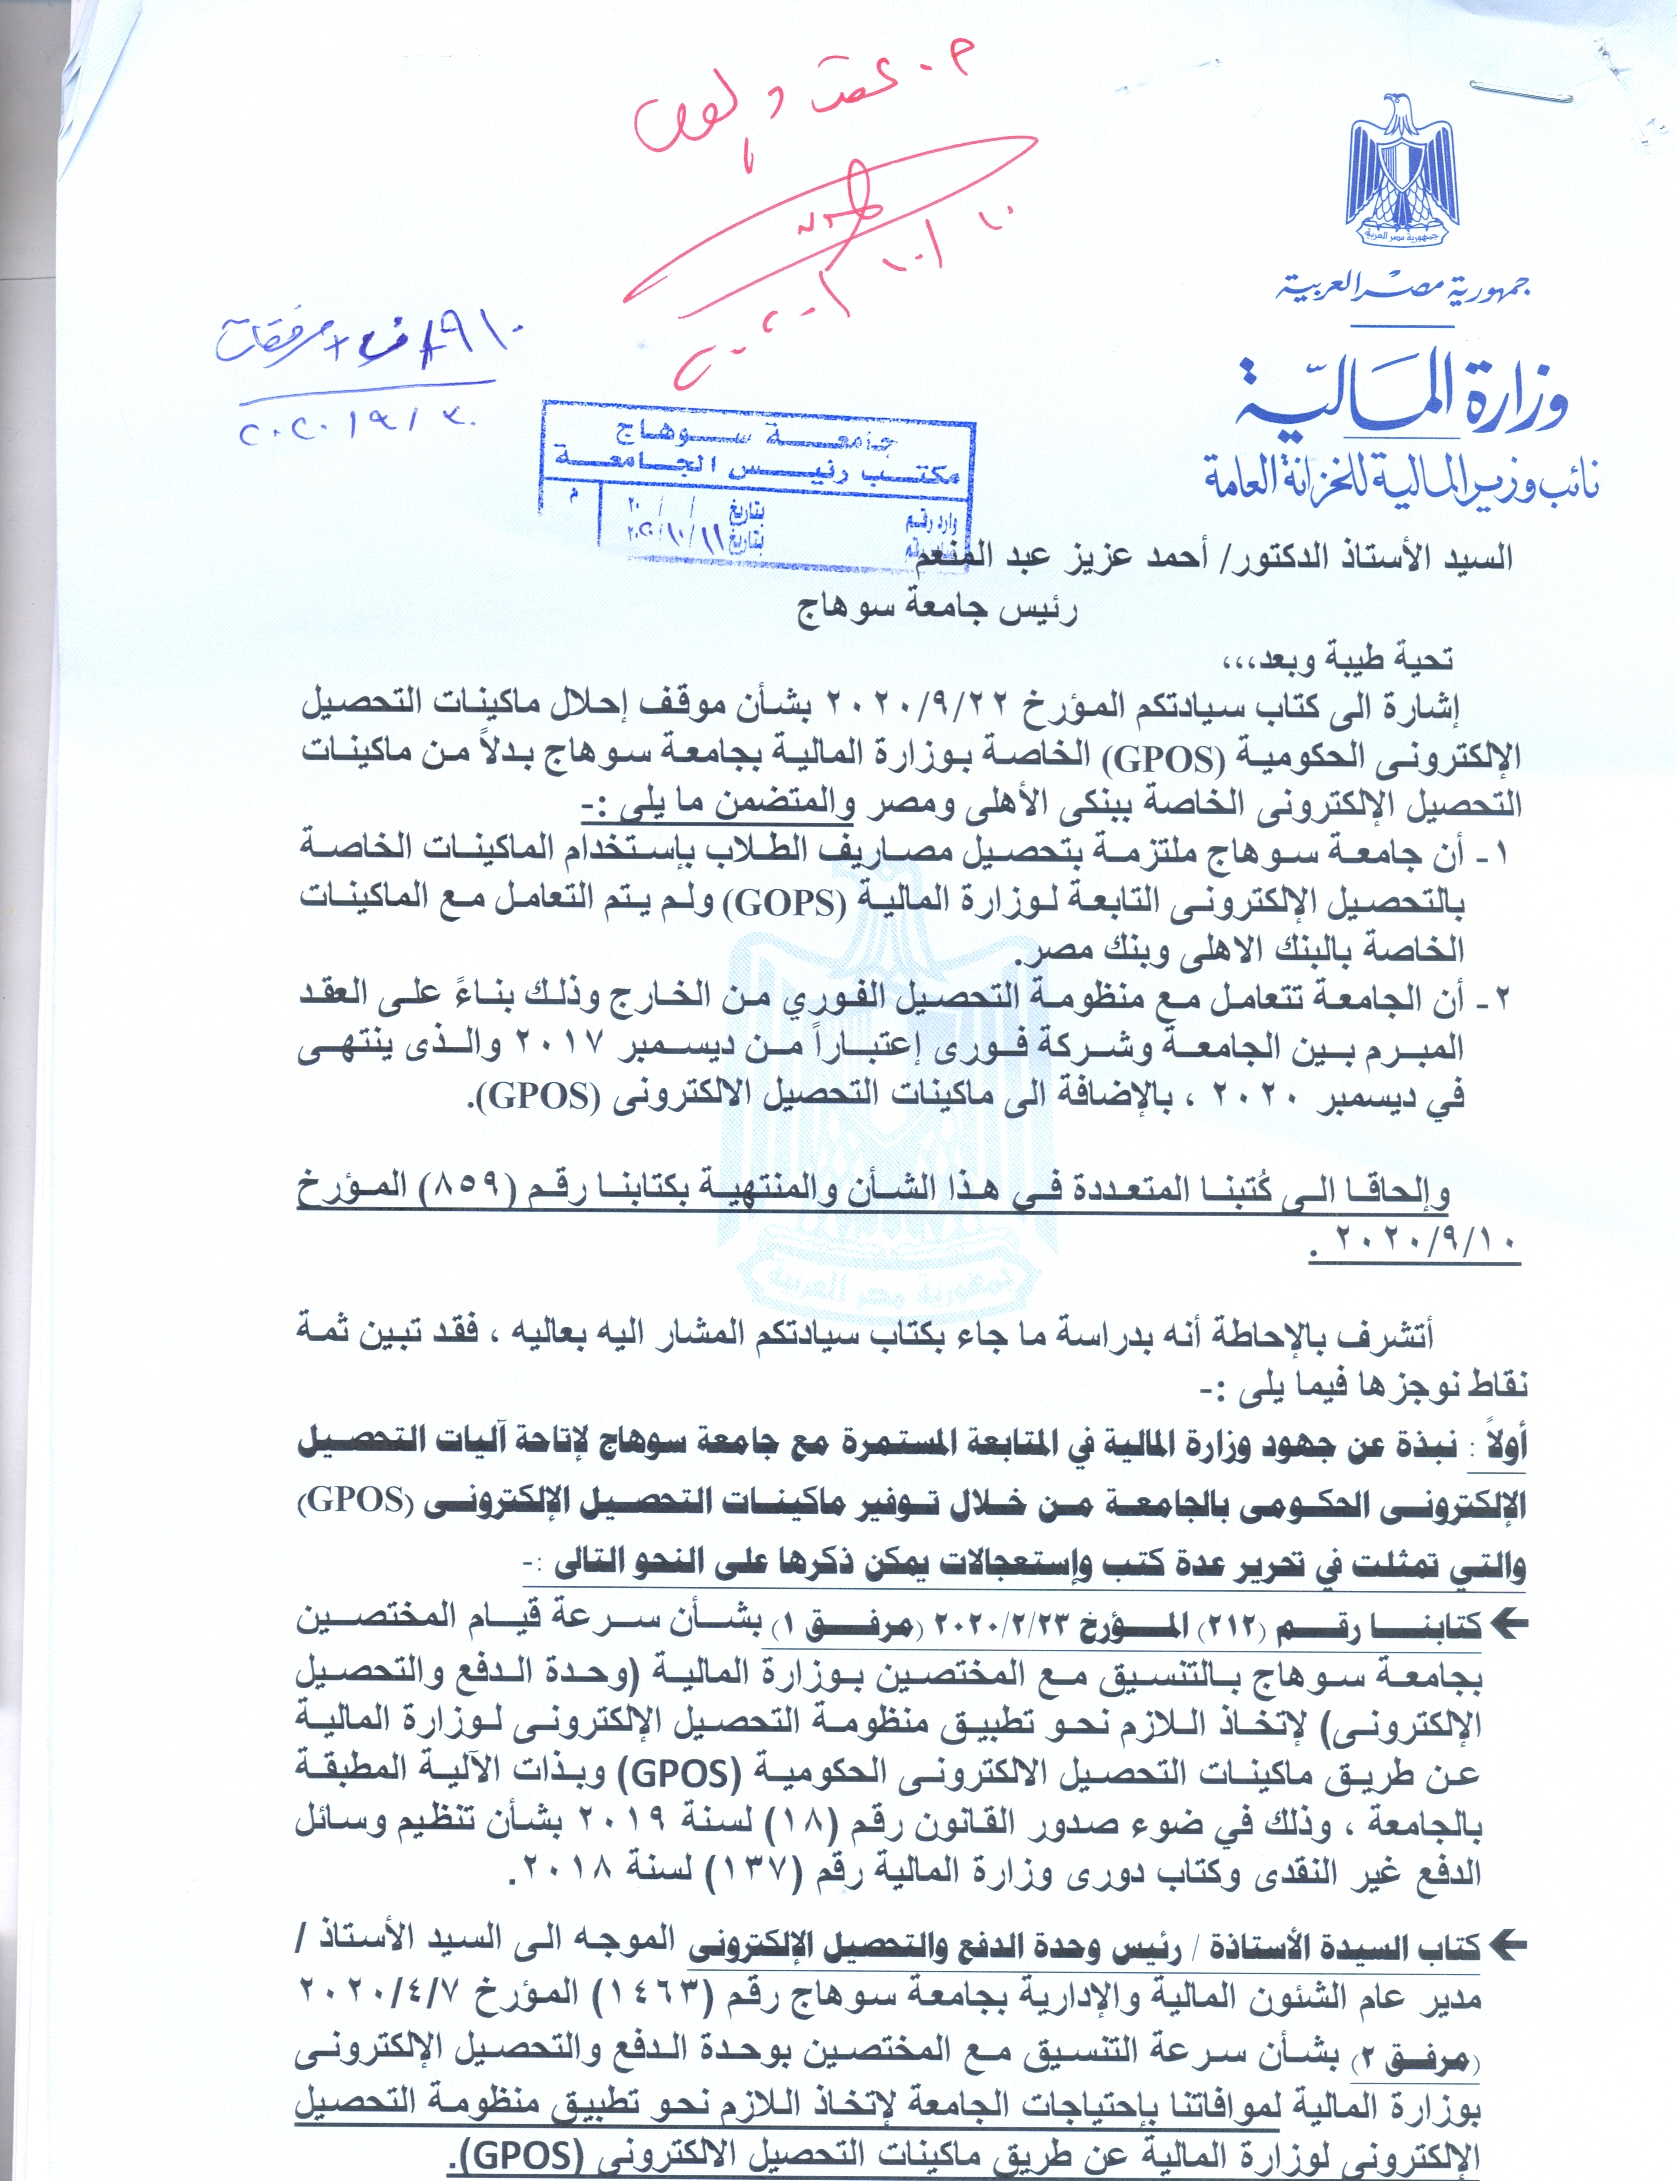 جمهورية مصر العربية
وزارة المالية
نائب وزير المالية للخزانة العامة
٩١٠
٢٠٢٠/٩/٣٠
جامعة سوهاج
مكتب رئيس الجامعة
وارد رقم بتاريخ / / ٢٠ م
بتاريخ ١١/١٠/٢٠٢٠
السيد الأستاذ الدكتور/ أحمد عزيز عبد المنعم
رئيس جامعة سوهاج
تحية طيبة وبعد،،،
إشارة الى كتاب سيادتكم المؤرخ ٢٠٢٠/٩/٢٢ بشأن موقف إحلال ماكينات التحصيل
الإلكترونى الحكومية (GPOS) الخاصة بوزارة المالية بجامعة سوهاج بدلاً من ماكينات
التحصيل الإلكترونى الخاصة ببنكى الأهلى ومصر والمتضمن ما يلى :-
١- أن جامعة سوهاج ملتزمة بتحصيل مصاريف الطلاب بإستخدام الماكينات الخاصة
بالتحصيل الإلكترونى التابعة لوزارة المالية (GOPS) ولم يتم التعامل مع الماكينات
الخاصة بالبنك الاهلى وبنك مصر.
٢- أن الجامعة تتعامل مع منظومة التحصيل الفوري من الخارج وذلك بناءً على العقد
المبرم بين الجامعة وشركة فورى إعتباراً من ديسمبر ٢٠١٧ والذى ينتهى
في ديسمبر ٢٠٢٠ ، بالإضافة الى ماكينات التحصيل الالكترونى (GPOS).
وإلحاقا الى كُتبنا المتعددة في هذا الشأن والمنتهية بكتابنا رقم (٨٥٩) المؤرخ
٢٠٢٠/٩/١٠ .
أتشرف بالإحاطة أنه بدراسة ما جاء بكتاب سيادتكم المشار اليه بعاليه ، فقد تبين ثمة
نقاط نوجزها فيما يلى :-
أولاً : نبذة عن جهود وزارة المالية في المتابعة المستمرة مع جامعة سوهاج لإتاحة آليات التحصيل
الإلكترونى الحكومى بالجامعة من خلال توفير ماكينات التحصيل الإلكترونى (GPOS)
والتي تمثلت في تحرير عدة كتب وإستعجالات يمكن ذكرها على النحو التالى :-
← كتابنا رقم (٢١٢) المؤرخ ٢٠٢٠/٢/٢٣ (مرفق ١) بشأن سرعة قيام المختصين
بجامعة سوهاج بالتنسيق مع المختصين بوزارة المالية (وحدة الدفع والتحصيل
الإلكترونى) لإتخاذ اللازم نحو تطبيق منظومة التحصيل الإلكترونى لوزارة المالية
عن طريق ماكينات التحصيل الالكترونى الحكومية (GPOS) وبذات الآلية المطبقة
بالجامعة ، وذلك في ضوء صدور القانون رقم (١٨) لسنة ٢٠١٩ بشأن تنظيم وسائل
الدفع غير النقدى وكتاب دورى وزارة المالية رقم (١٣٧) لسنة ٢٠١٨.
← كتاب السيدة الأستاذة / رئيس وحدة الدفع والتحصيل الإلكترونى الموجه الى السيد الأستاذ /
مدير عام الشئون المالية والإدارية بجامعة سوهاج رقم (١٤٦٣) المؤرخ ٢٠٢٠/٤/٧
(مرفق ٢) بشأن سرعة التنسيق مع المختصين بوحدة الدفع والتحصيل الإلكترونى
بوزارة المالية لموافاتنا بإحتياجات الجامعة لإتخاذ اللازم نحو تطبيق منظومة التحصيل
الإلكترونى لوزارة المالية عن طريق ماكينات التحصيل الالكترونى (GPOS).